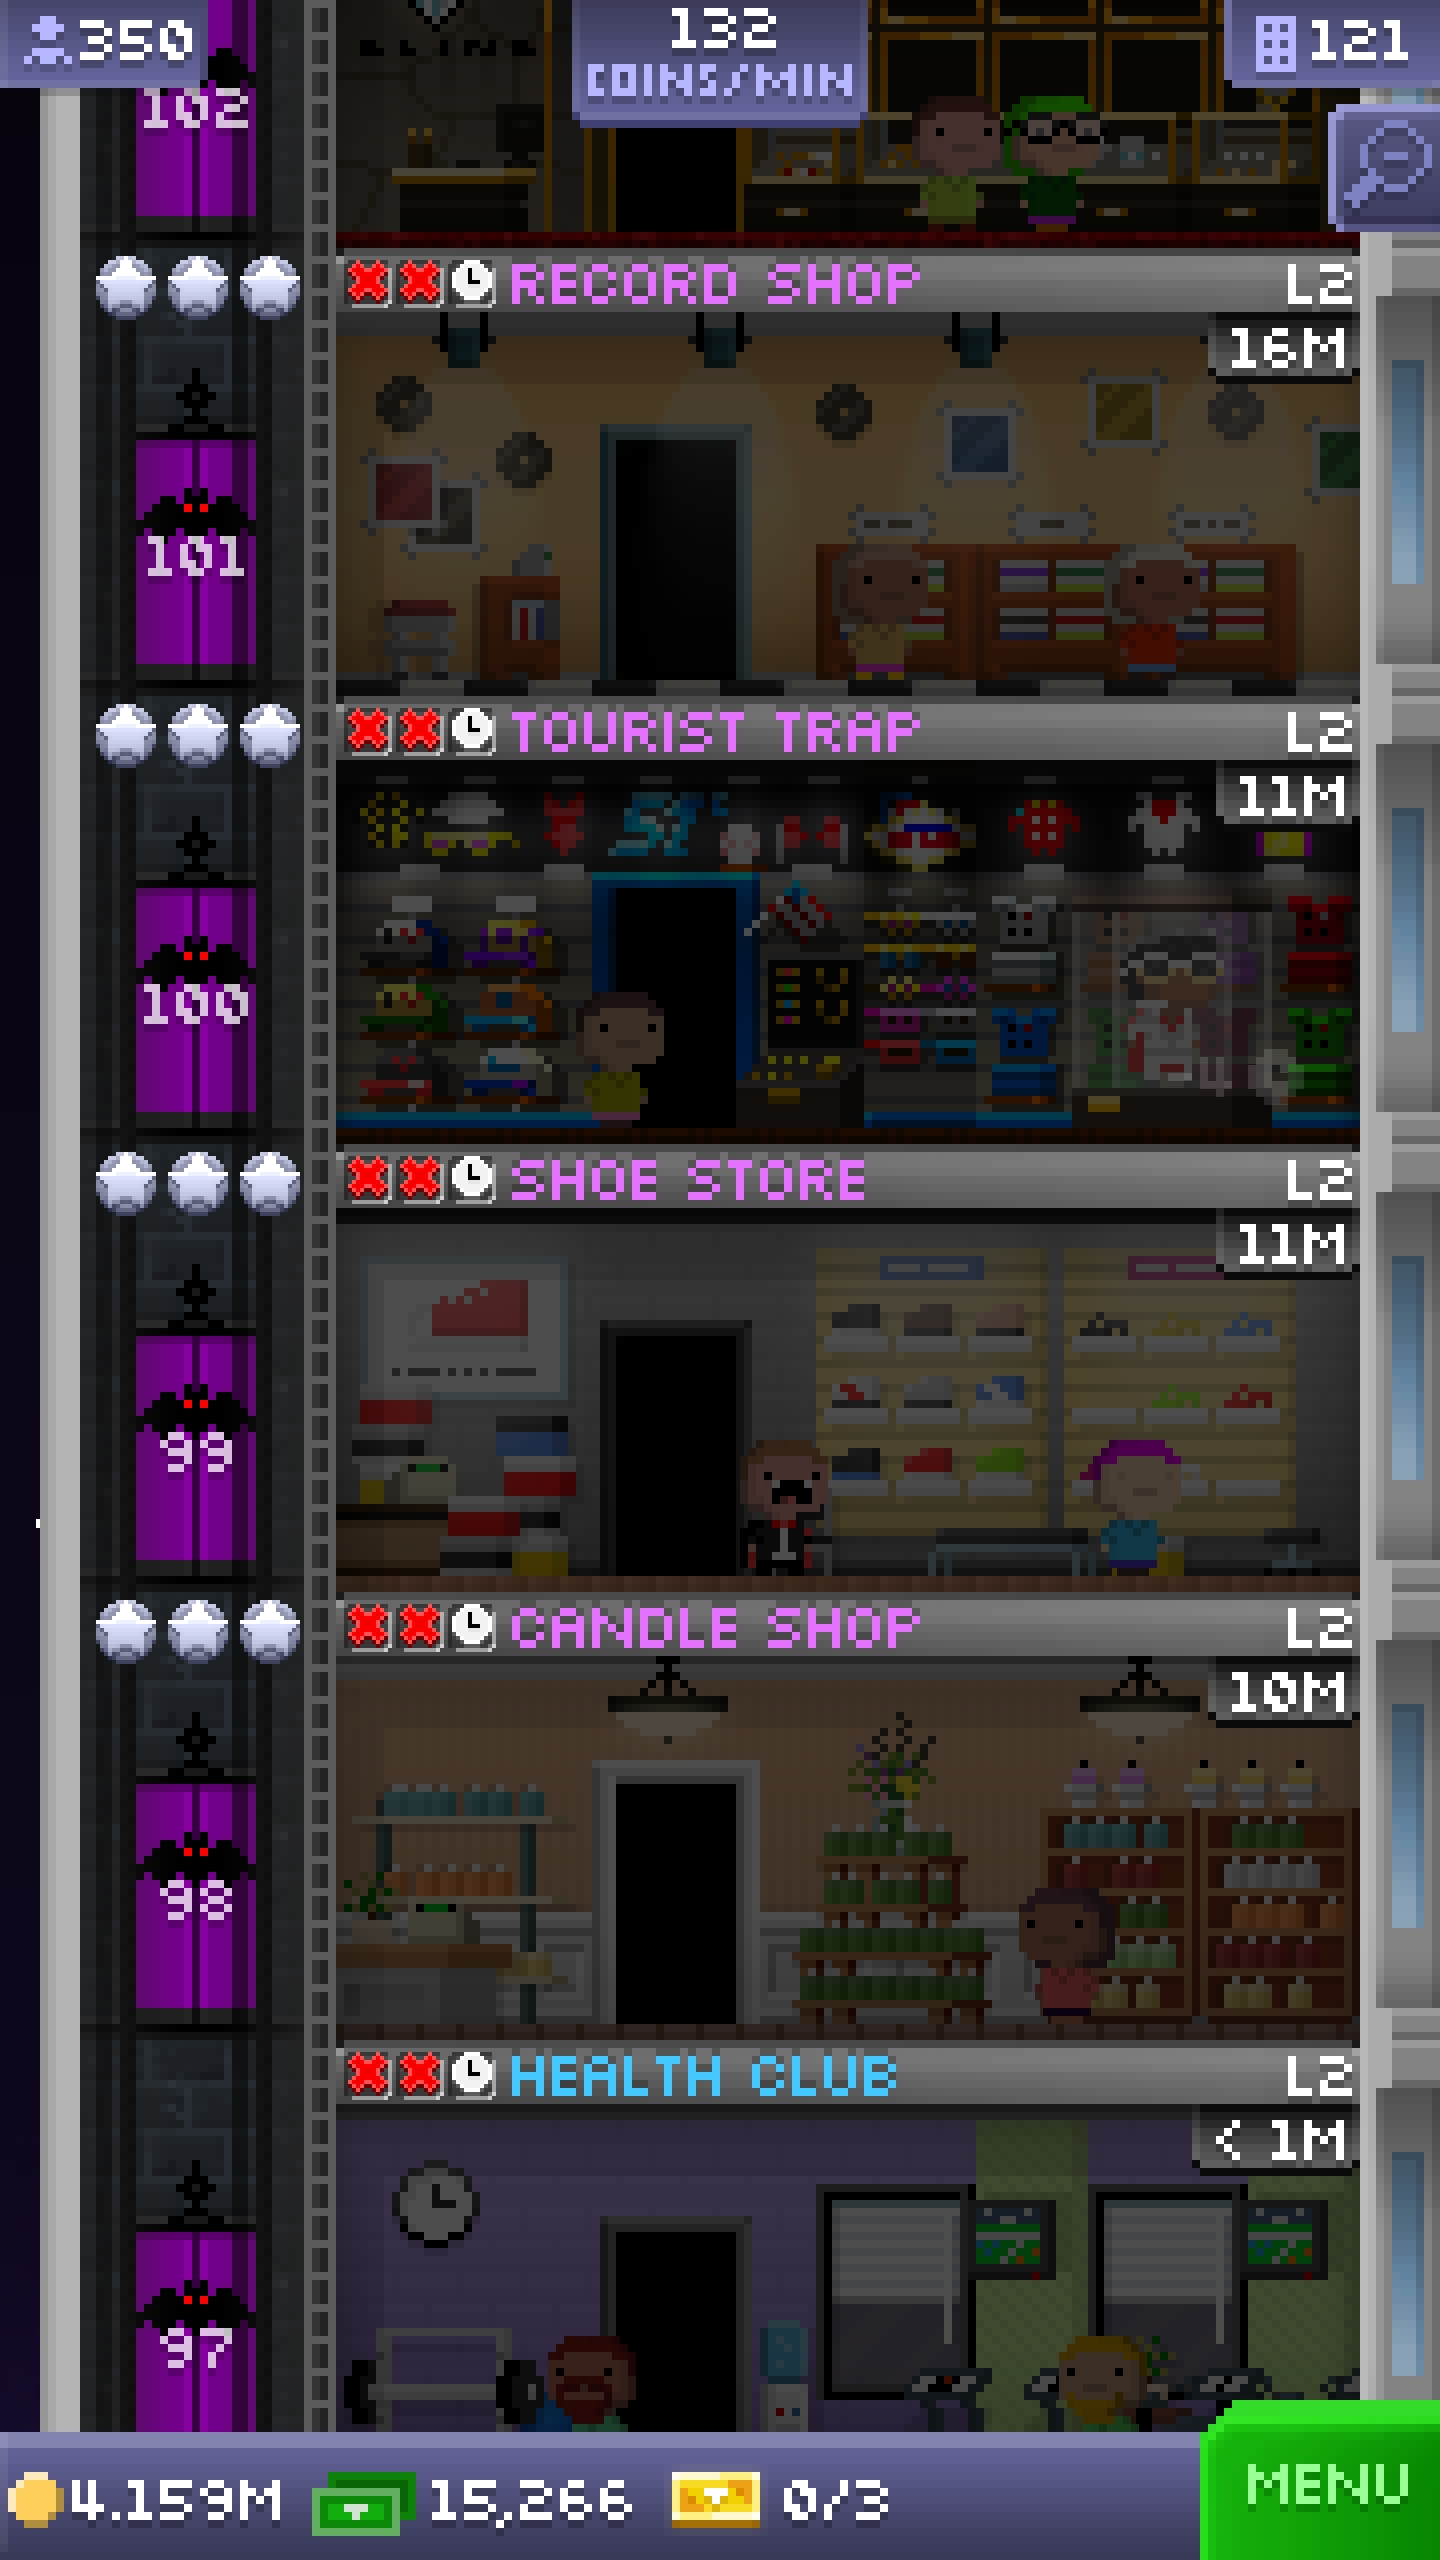 350
132
COINS/MIN
121
BLING
102
RECORD SHOP L2
16M
101
TOURIST TRAP L2
11M
100
SHOE STORE L2
11M
99
CANDLE SHOP L2
10M
98
HEALTH CLUB L2
< 1M
97
4.159M 15,266 0/3
MENU